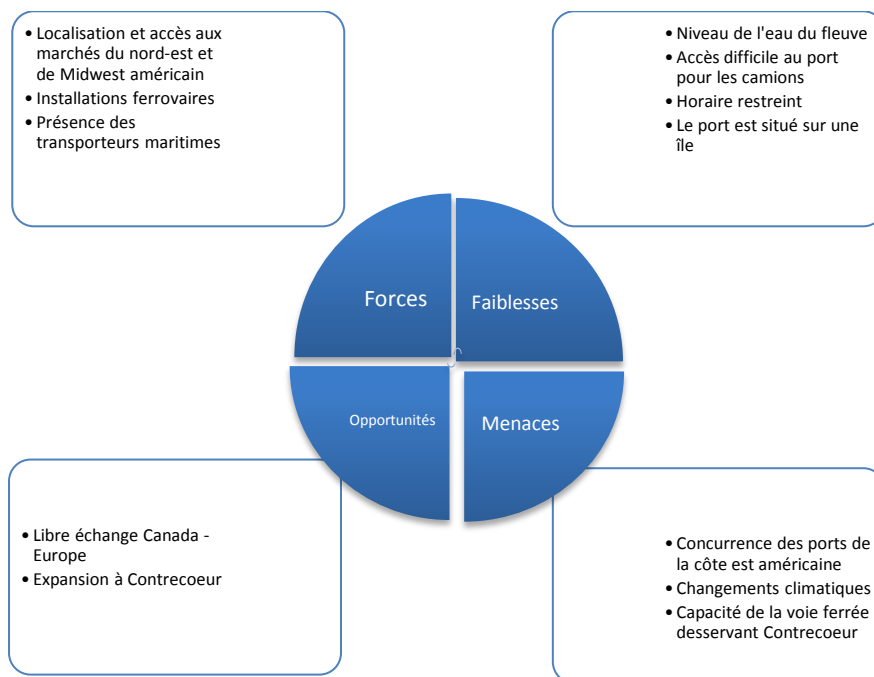 • Localisation et accès aux
marchés du nord-est et
de Midwest américain
• Installations ferrovaires
• Présence des
transporteurs maritimes
• Niveau de l'eau du fleuve
• Accès difficile au port
pour les camions
• Horaire restreint
• Le port est situé sur une
île
Forces
Faiblesses
Opportunités
Menaces
• Libre échange Canada -
Europe
• Expansion à Contrecoeur
• Concurrence des ports de
la côte est américaine
• Changements climatiques
• Capacité de la voie ferrée
desservant Contrecoeur